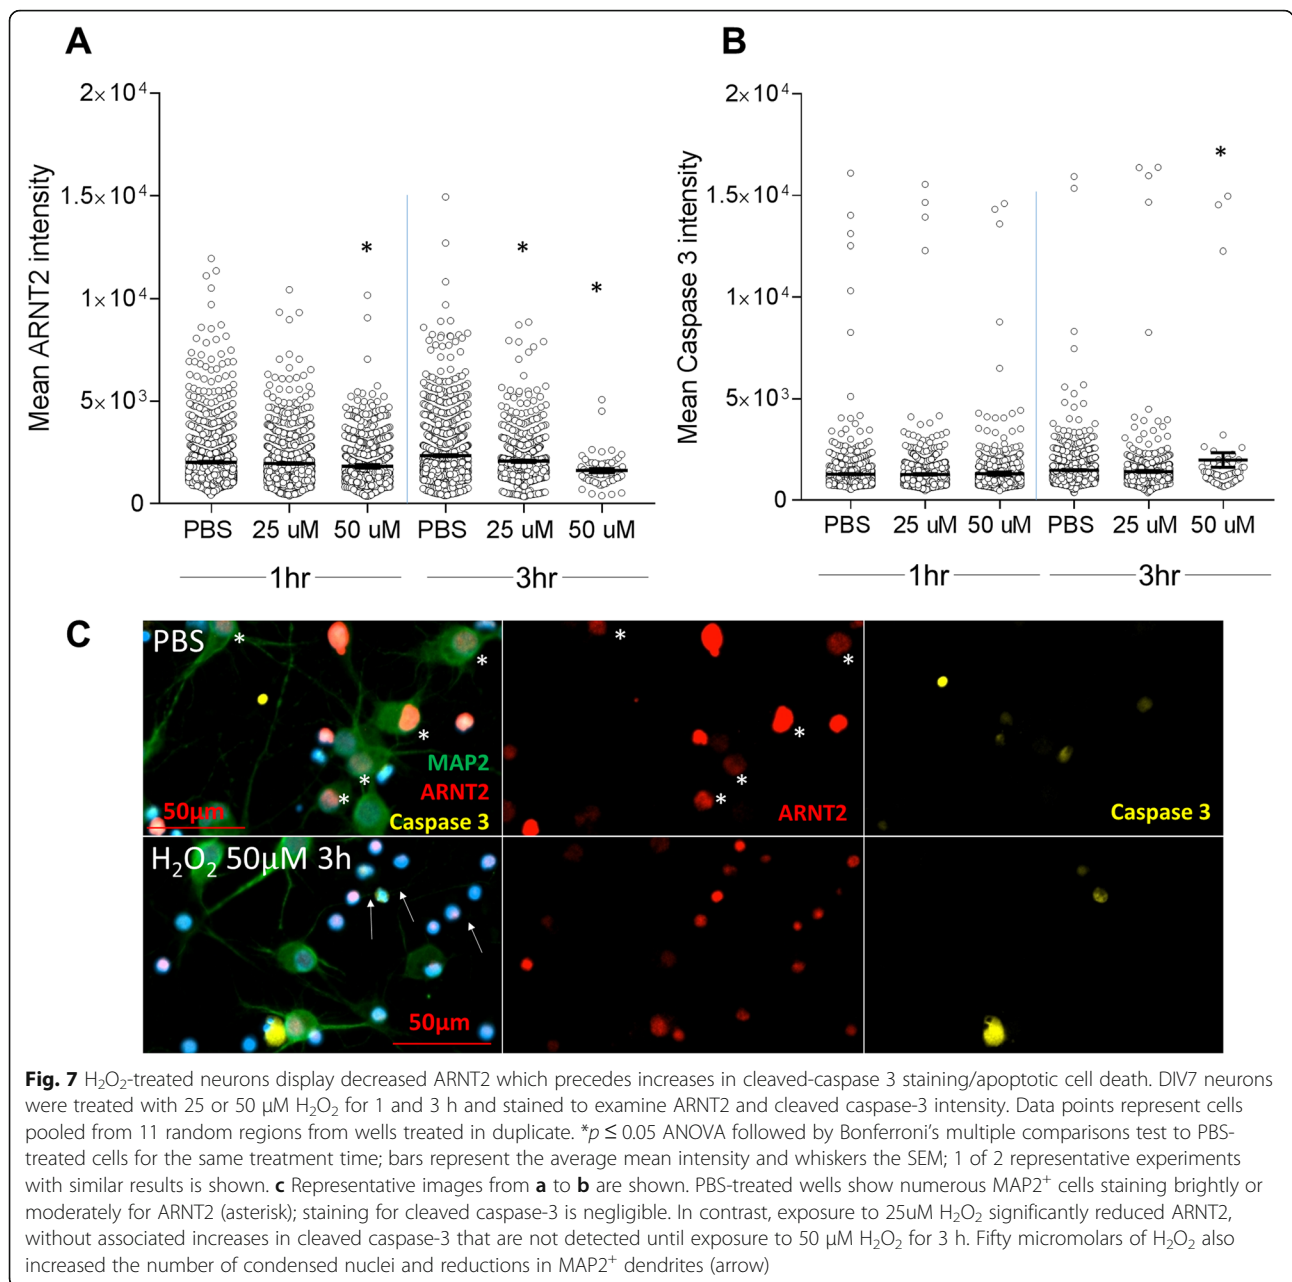 A
B
2×10⁴
1.5×10⁴
1×10⁴
5×10³
0
Mean ARNT2 intensity
*
*
*
PBS 25 uM 50 uM PBS 25 uM 50 uM
1hr 3hr
2×10⁴
1.5×10⁴
1×10⁴
5×10³
0
Mean Caspase 3 intensity
*
PBS 25 uM 50 uM PBS 25 uM 50 uM
1hr 3hr
C
PBS
* * * * *
MAP2
ARNT2
Caspase 3
50µm
* * * * *
ARNT2
Caspase 3
H₂O₂ 50µM 3h
50µm
Fig. 7 H₂O₂-treated neurons display decreased ARNT2 which precedes increases in cleaved-caspase 3 staining/apoptotic cell death. DIV7 neurons
were treated with 25 or 50 μM H₂O₂ for 1 and 3 h and stained to examine ARNT2 and cleaved caspase-3 intensity. Data points represent cells
pooled from 11 random regions from wells treated in duplicate. *p ≤ 0.05 ANOVA followed by Bonferroni's multiple comparisons test to PBS-
treated cells for the same treatment time; bars represent the average mean intensity and whiskers the SEM; 1 of 2 representative experiments
with similar results is shown. c Representative images from a to b are shown. PBS-treated wells show numerous MAP2⁺ cells staining brightly or
moderately for ARNT2 (asterisk); staining for cleaved caspase-3 is negligible. In contrast, exposure to 25uM H₂O₂ significantly reduced ARNT2,
without associated increases in cleaved caspase-3 that are not detected until exposure to 50 μM H₂O₂ for 3 h. Fifty micromolars of H₂O₂ also
increased the number of condensed nuclei and reductions in MAP2⁺ dendrites (arrow)